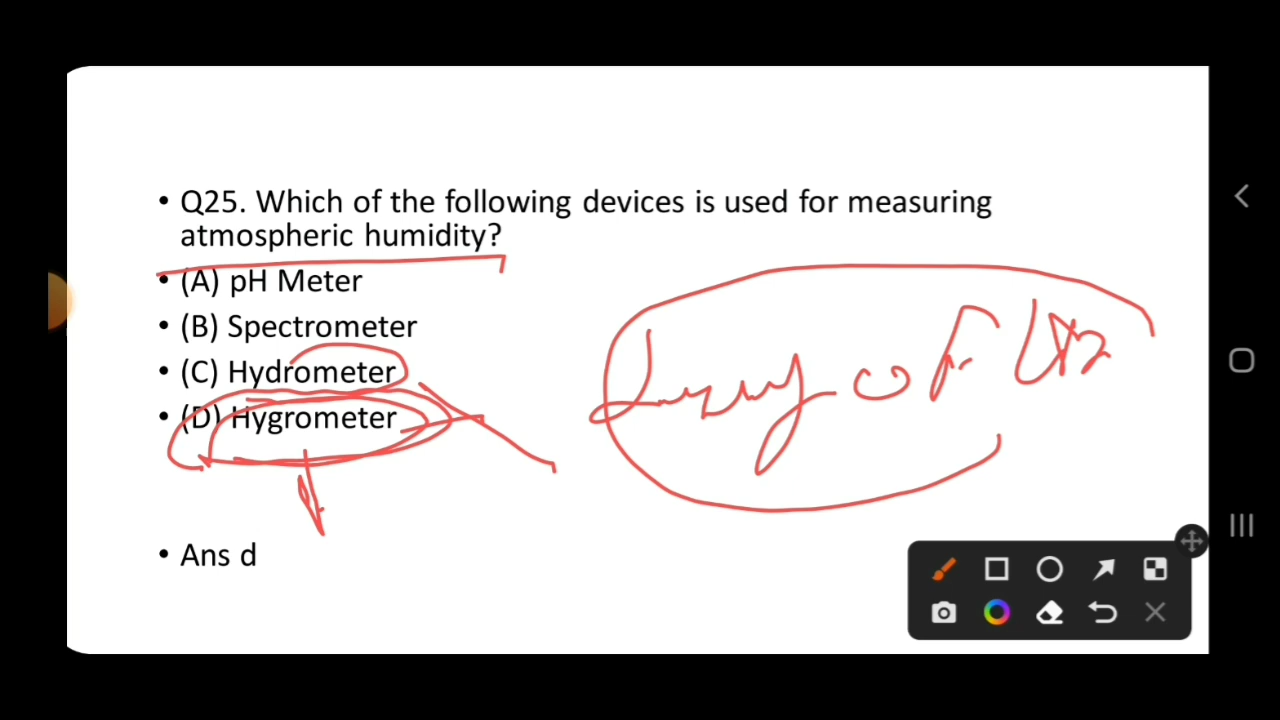 • Q25. Which of the following devices is used for measuring
atmospheric humidity?
• (A) pH Meter
• (B) Spectrometer
• (C) Hydrometer
• (D) Hygrometer
• Ans d